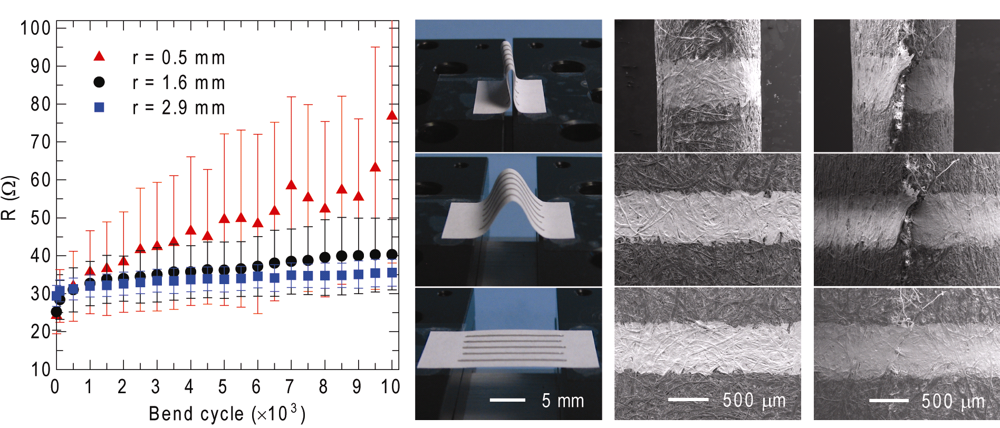 100
90
80
70
60
50
40
30
20
10
R (Ω)
r = 0.5 mm
r = 1.6 mm
r = 2.9 mm
0 1 2 3 4 5 6 7 8 9 10
Bend cycle (×10³)
5 mm
500 µm
500 µm